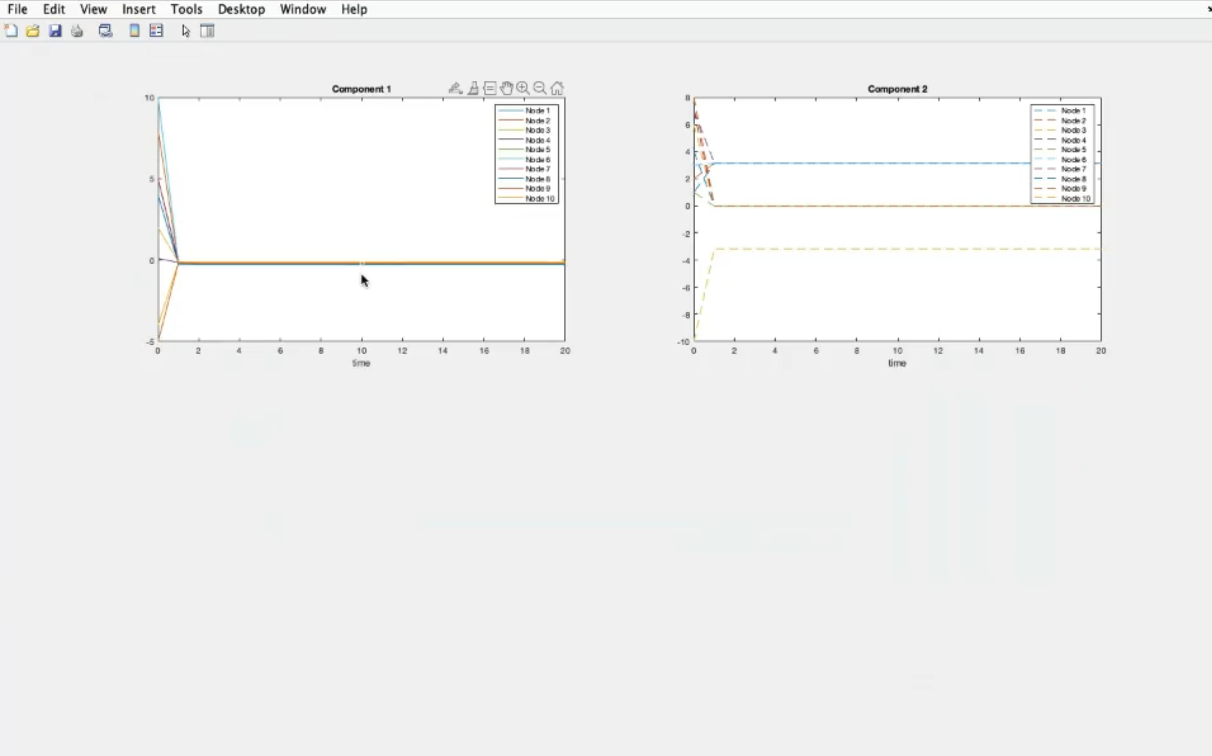 File Edit View Insert Tools Desktop Window Help
Component 1
10
5
0
-5
0 2 4 6 8 10 12 14 16 18 20
time
Node 1
Node 2
Node 3
Node 4
Node 5
Node 6
Node 7
Node 8
Node 9
Node 10
Component 2
8
6
4
2
0
-2
-4
-6
-8
-10
0 2 4 6 8 10 12 14 16 18 20
time
Node 1
Node 2
Node 3
Node 4
Node 5
Node 6
Node 7
Node 8
Node 9
Node 10